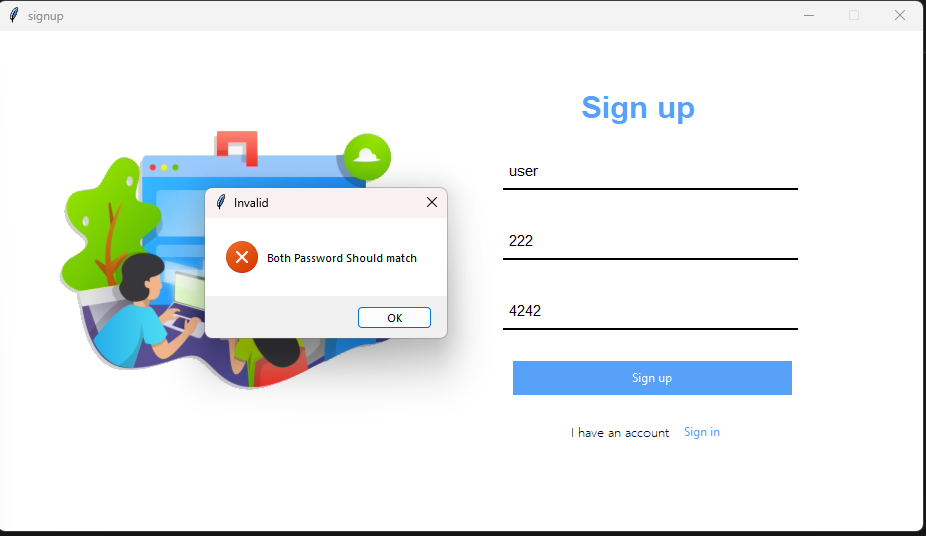 signup
Sign up
user
222
4242
Sign up
I have an account Sign in
Invalid
Both Password Should match
OK